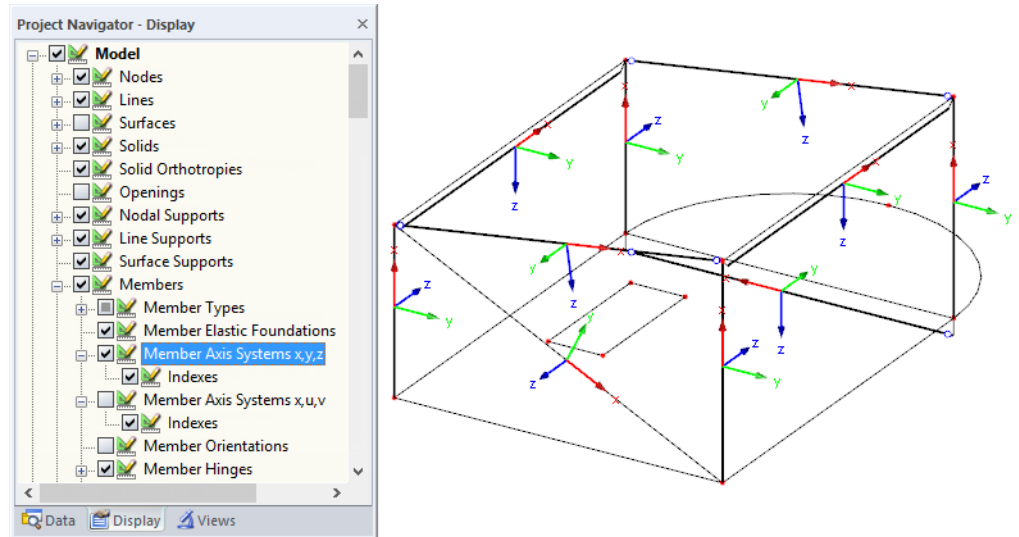 Project Navigator - Display
Model
Nodes
Lines
Surfaces
Solids
Solid Orthotropies
Openings
Nodal Supports
Line Supports
Surface Supports
Members
Member Types
Member Elastic Foundations
Member Axis Systems x,y,z
Indexes
Member Axis Systems x,u,v
Indexes
Member Orientations
Member Hinges
Data Display Views
x
y
z
x
y
z
x
y
z
x
y
z
x
y
z
x
y
z
x
y
z
x
y
z
x
y
z
x
y
z